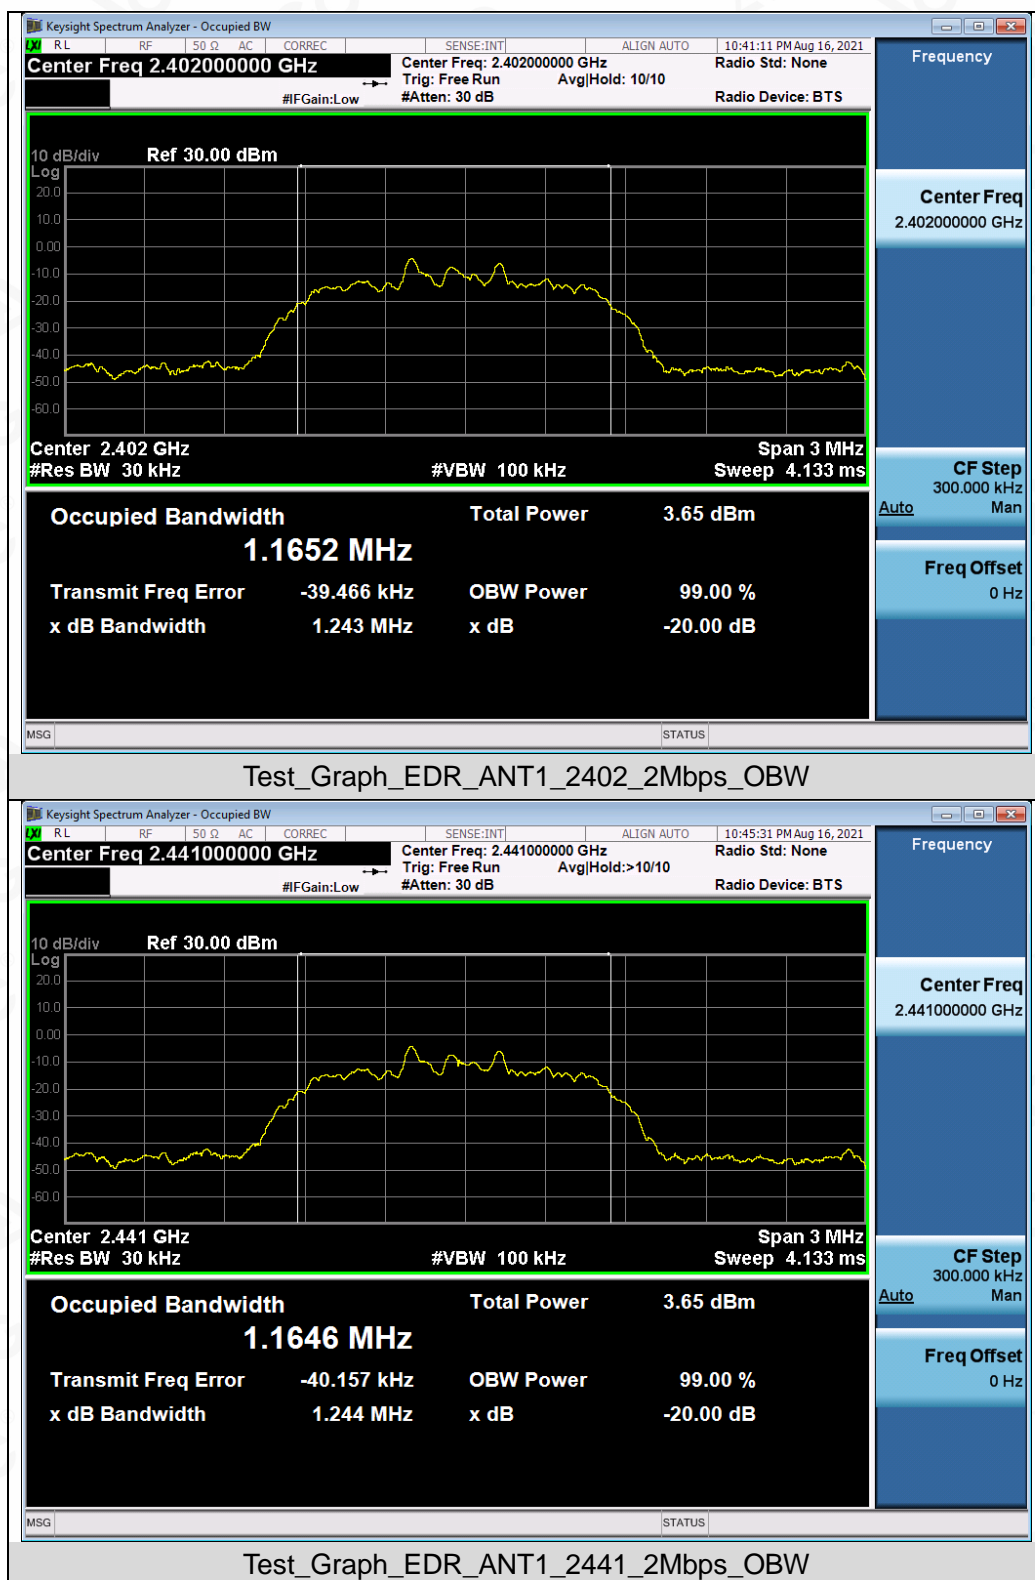 Keysight Spectrum Analyzer - Occupied BW
LXI RL RF 50 Ω AC CORREC SENSE:INT ALIGN AUTO 10:41:11 PM Aug 16, 2021
Center Freq 2.402000000 GHz
Center Freq: 2.402000000 GHz
Radio Std: None
Trig: Free Run Avg|Hold: 10/10
#IFGain:Low
#Atten: 30 dB
Radio Device: BTS
Frequency
10 dB/div Ref 30.00 dBm
Log
20.0
10.0
0.00
-10.0
-20.0
-30.0
-40.0
-50.0
-60.0
Center 2.402 GHz Span 3 MHz
#Res BW 30 kHz #VBW 100 kHz Sweep 4.133 ms
Center Freq
2.402000000 GHz
CF Step
300.000 kHz
Auto Man
Freq Offset
0 Hz
Occupied Bandwidth Total Power 3.65 dBm
1.1652 MHz
Transmit Freq Error -39.466 kHz OBW Power 99.00 %
x dB Bandwidth 1.243 MHz x dB -20.00 dB
MSG STATUS
Test_Graph_EDR_ANT1_2402_2Mbps_OBW
Keysight Spectrum Analyzer - Occupied BW
LXI RL RF 50 Ω AC CORREC SENSE:INT ALIGN AUTO 10:45:31 PM Aug 16, 2021
Center Freq 2.441000000 GHz
Center Freq: 2.441000000 GHz
Radio Std: None
Trig: Free Run Avg|Hold:>10/10
#IFGain:Low
#Atten: 30 dB
Radio Device: BTS
Frequency
10 dB/div Ref 30.00 dBm
Log
20.0
10.0
0.00
-10.0
-20.0
-30.0
-40.0
-50.0
-60.0
Center 2.441 GHz Span 3 MHz
#Res BW 30 kHz #VBW 100 kHz Sweep 4.133 ms
Center Freq
2.441000000 GHz
CF Step
300.000 kHz
Auto Man
Freq Offset
0 Hz
Occupied Bandwidth Total Power 3.65 dBm
1.1646 MHz
Transmit Freq Error -40.157 kHz OBW Power 99.00 %
x dB Bandwidth 1.244 MHz x dB -20.00 dB
MSG STATUS
Test_Graph_EDR_ANT1_2441_2Mbps_OBW